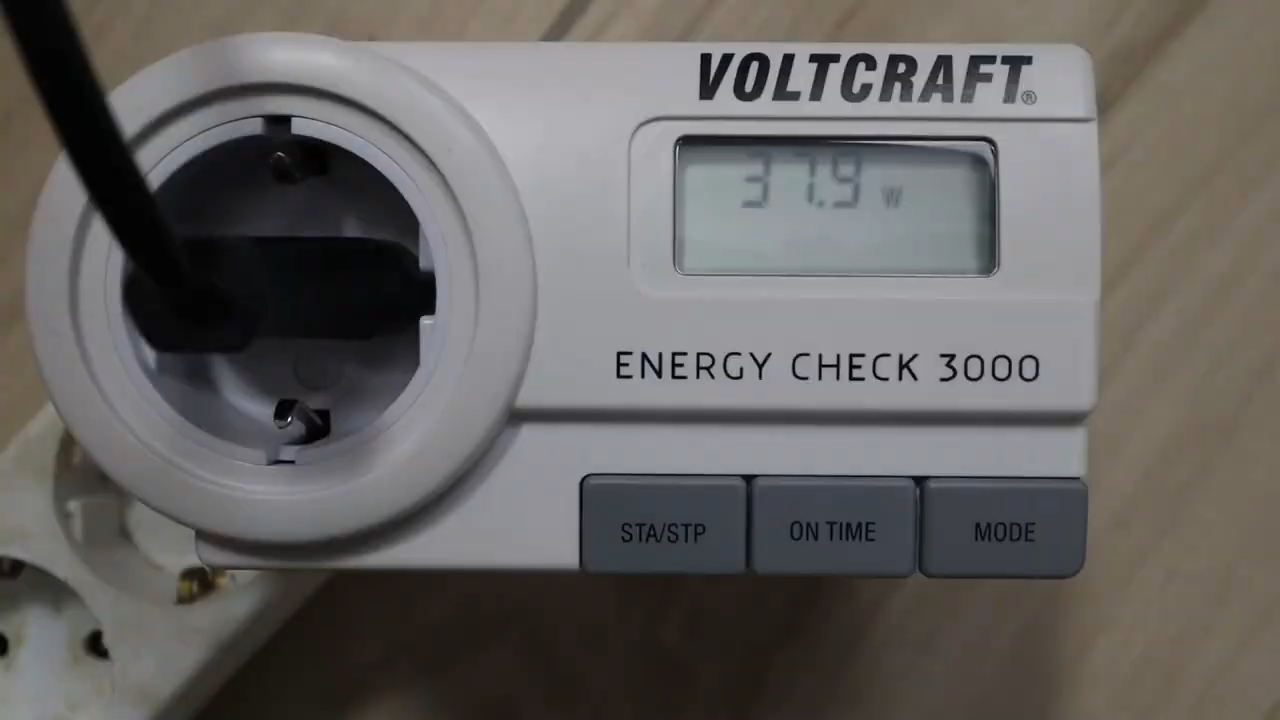 VOLTCRAFT®
37.9 W
ENERGY CHECK 3000
STA/STP
ON TIME
MODE